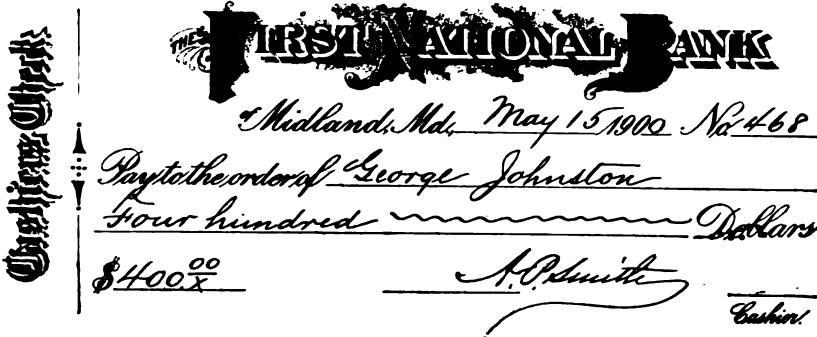 Cashiers Check
THE FIRST NATIONAL BANK
of Midland, Md., May 15 1900 No 468
Pay to the order of George Johnston
Four hundred Dollars
$400.00/x A. P. Smith
Cashier.